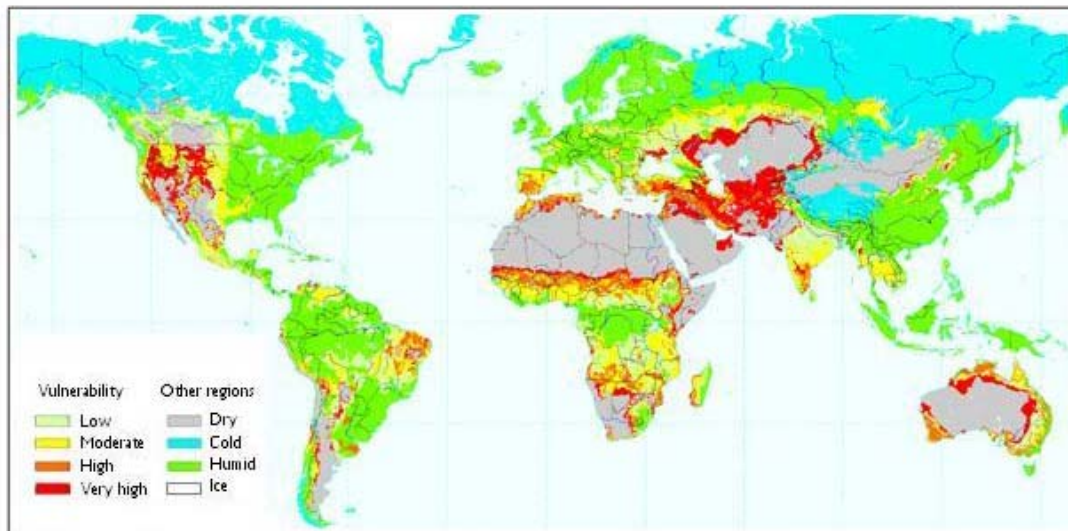 Vulnerability
Low
Moderate
High
Very high
Other regions
Dry
Cold
Humid
Ice